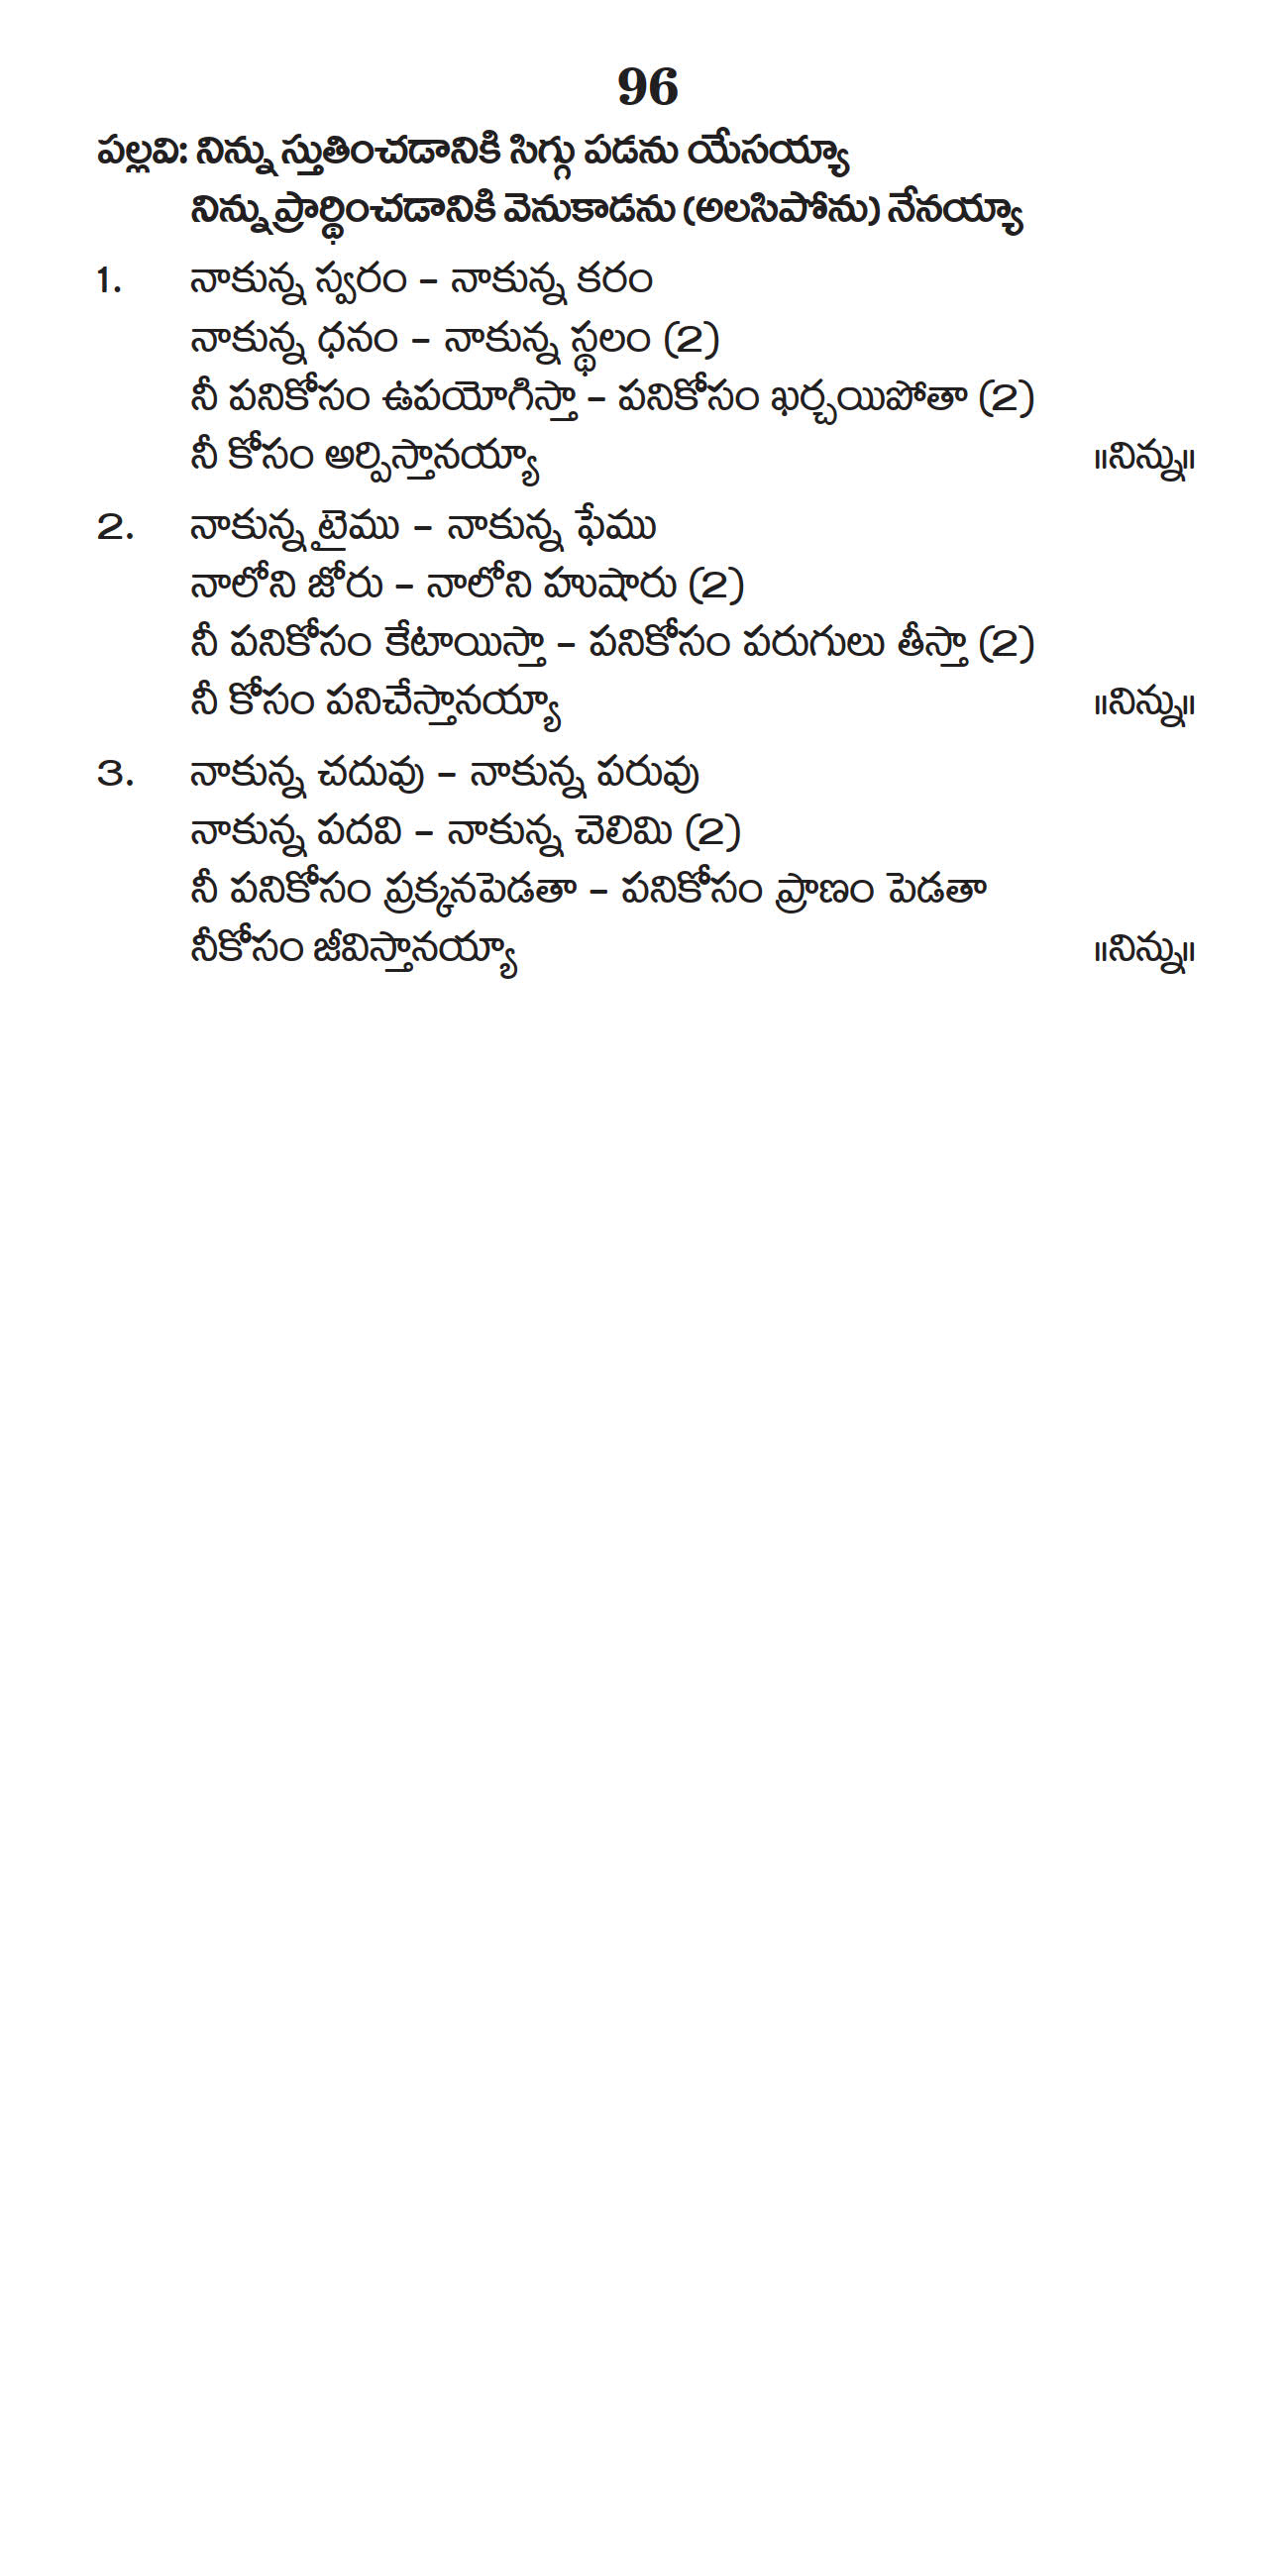 96
పల్లవి: నిన్ను స్తుతించడానికి సిగ్గు పడను యేసయ్యా
నిన్ను ప్రార్థించడానికి వెనుకాడను (అలసిపోను) నేనయ్యా
1. నాకున్న స్వరం – నాకున్న కరం
నాకున్న ధనం – నాకున్న స్థలం (2)
నీ పనికోసం ఉపయోగిస్తా – పనికోసం ఖర్చయిపోతా (2)
నీ కోసం అర్పిస్తానయ్యా ॥నిన్ను॥
2. నాకున్న టైము – నాకున్న ఫేము
నాలోని జోరు – నాలోని హుషారు (2)
నీ పనికోసం కేటాయిస్తా – పనికోసం పరుగులు తీస్తా (2)
నీ కోసం పనిచేస్తానయ్యా ॥నిన్ను॥
3. నాకున్న చదువు – నాకున్న పరువు
నాకున్న పదవి – నాకున్న చెలిమి (2)
నీ పనికోసం ప్రక్కనపెడతా – పనికోసం ప్రాణం పెడతా
నీకోసం జీవిస్తానయ్యా ॥నిన్ను॥